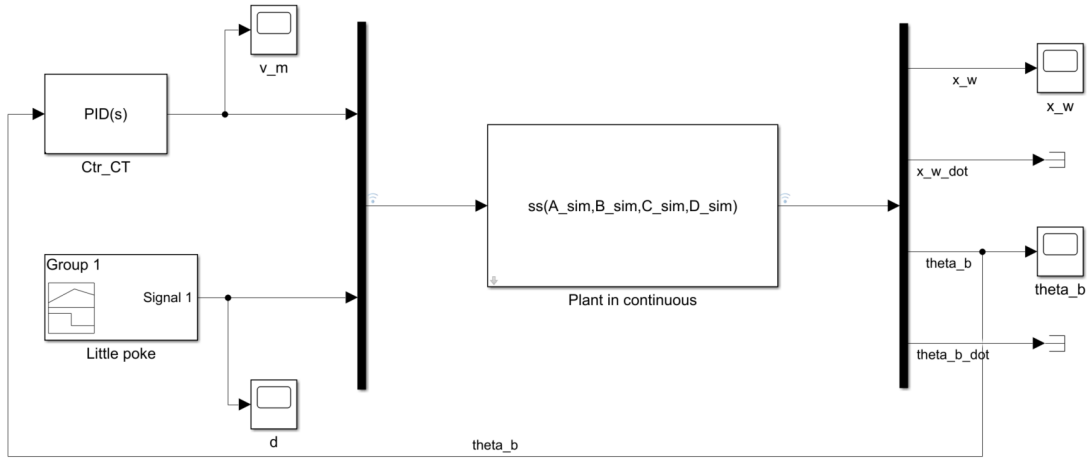 v_m
PID(s)
Ctr_CT
x_w
x_w
x_w_dot
ss(A_sim,B_sim,C_sim,D_sim)
Plant in continuous
Group 1
Signal 1
Little poke
theta_b
theta_b
theta_b_dot
d
theta_b